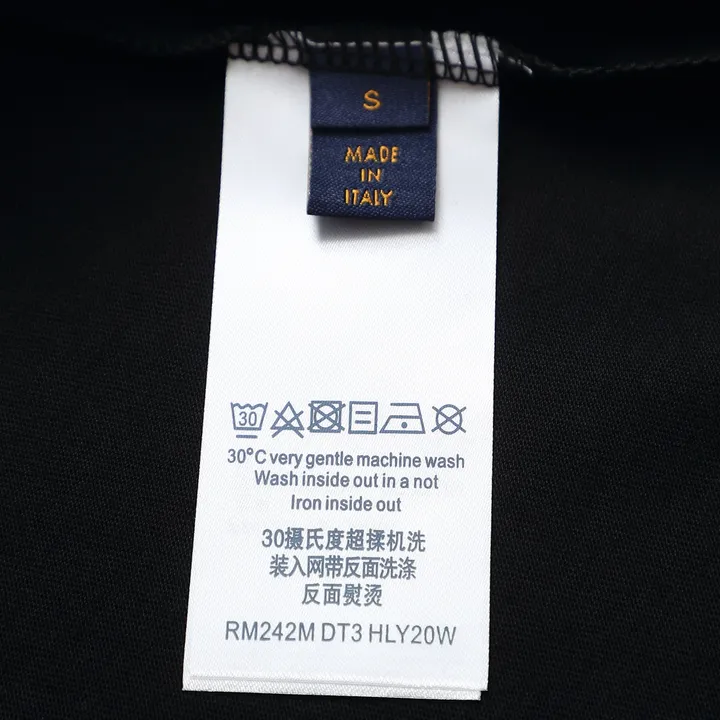 S
MADE
IN
ITALY
30
30°C very gentle machine wash
Wash inside out in a not
Iron inside out
30摄氏度超揉机洗
装入网带反面洗涤
反面熨烫
RM242M DT3 HLY20W